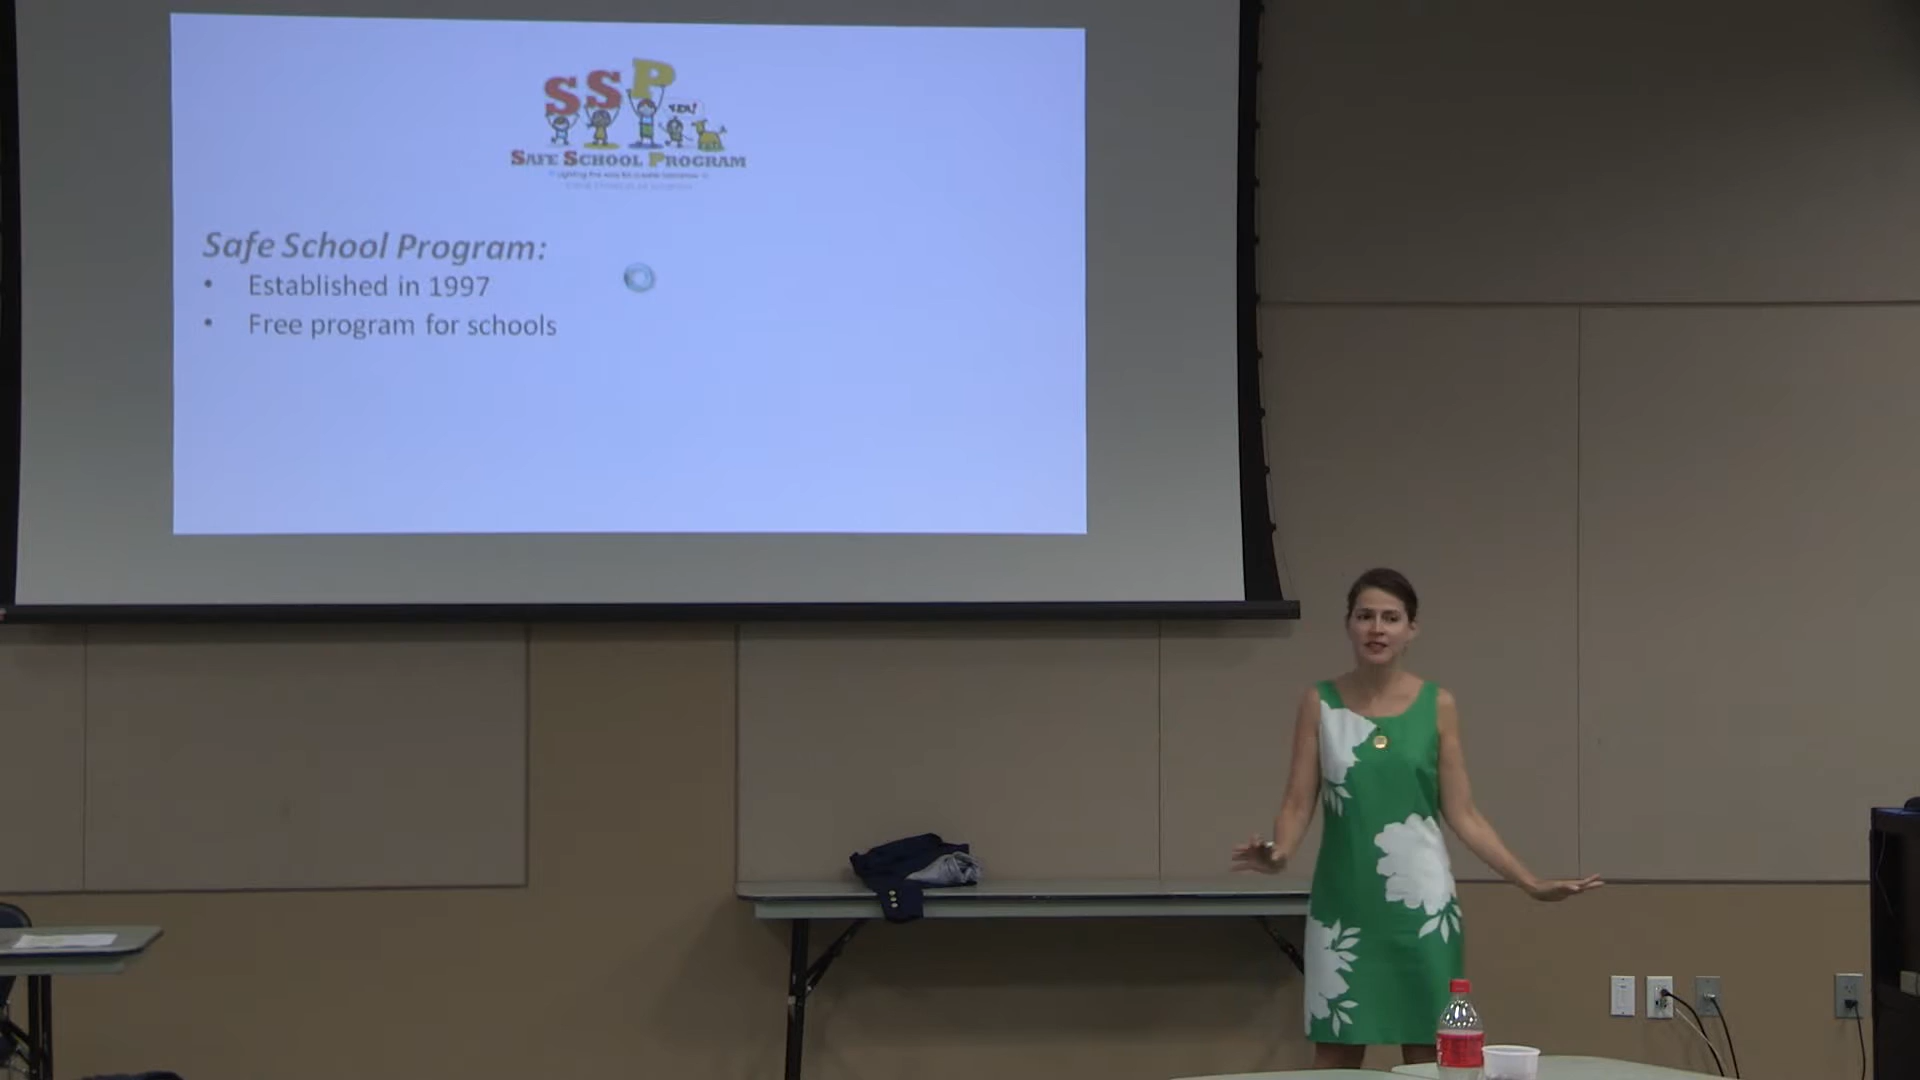 SSP
SAFE SCHOOL PROGRAM
Safe School Program:
• Established in 1997
• Free program for schools